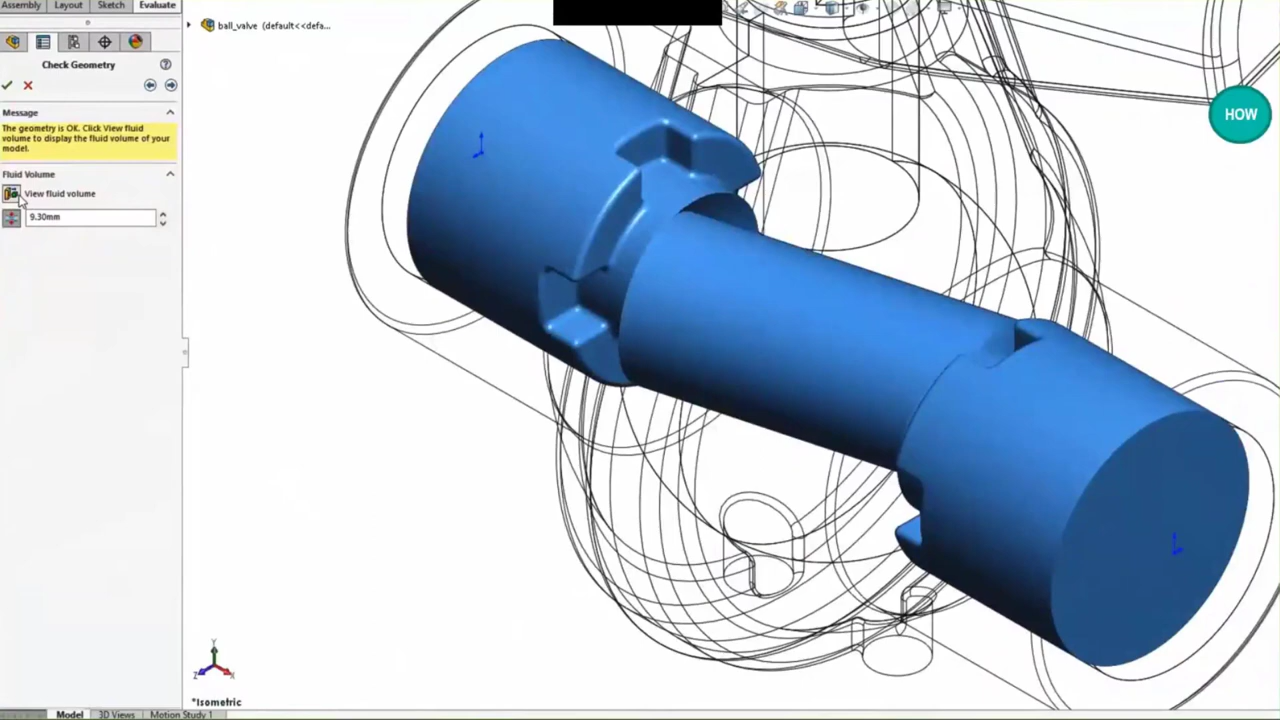 Assembly Layout Sketch Evaluate
ball_valve (default<<defa...
Check Geometry
Message
The geometry is OK. Click View fluid
volume to display the fluid volume of your
model.
Fluid Volume
View fluid volume
9.30mm
HOW
Y
Z
X
*Isometric
Model 3D Views Motion Study 1